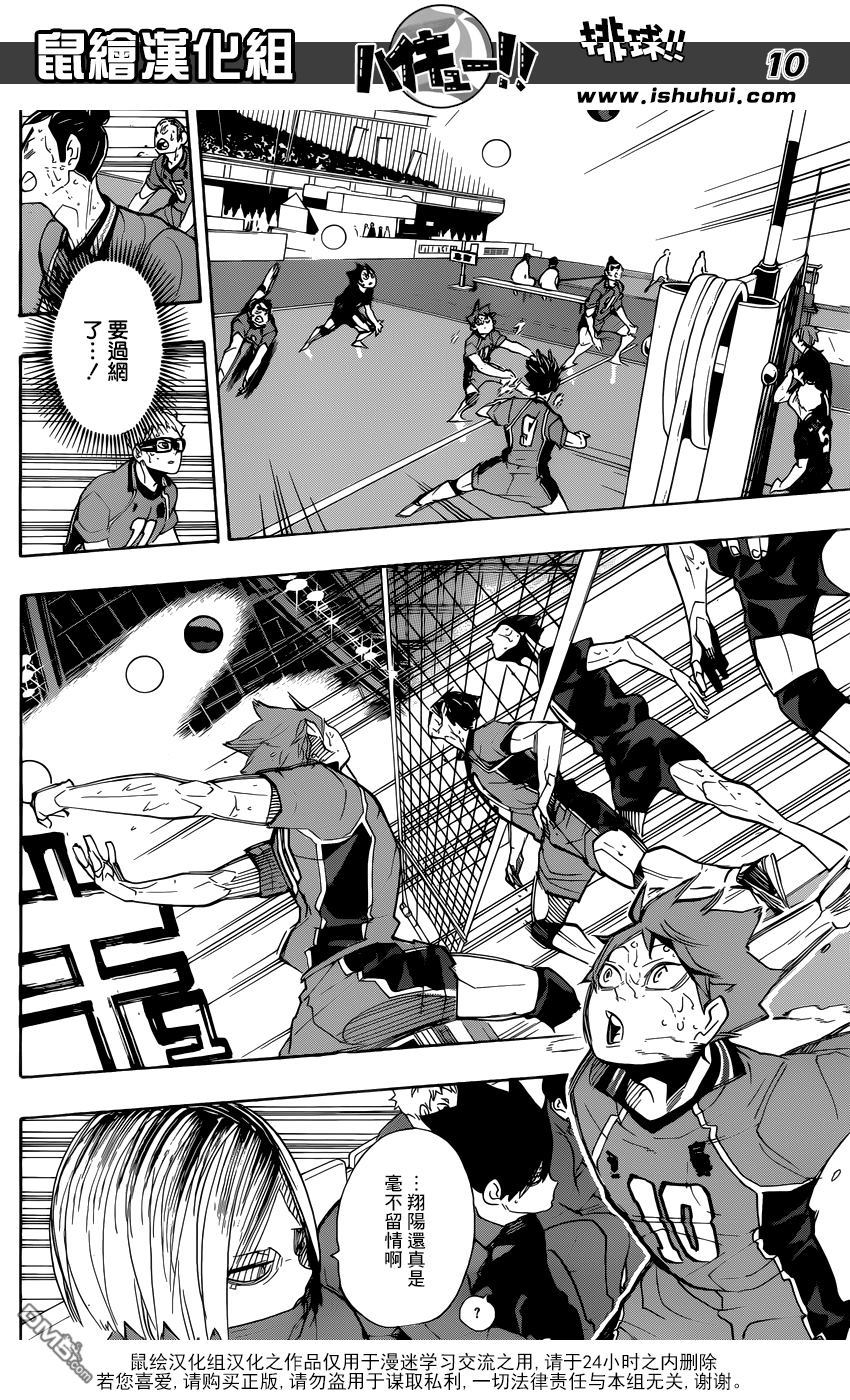 鼠繪漢化組
ハイキュー!!
排球!!
10
www.ishuhui.com
要過網
了…!
9
10
…翔陽還真是
毫不留情啊
?
DMB.com
鼠绘汉化组汉化之作品仅用于漫迷学习交流之用,请于24小时之内删除
若您喜爱,请购买正版,请勿盗用于谋取私利,一切法律责任与本组无关,谢谢。